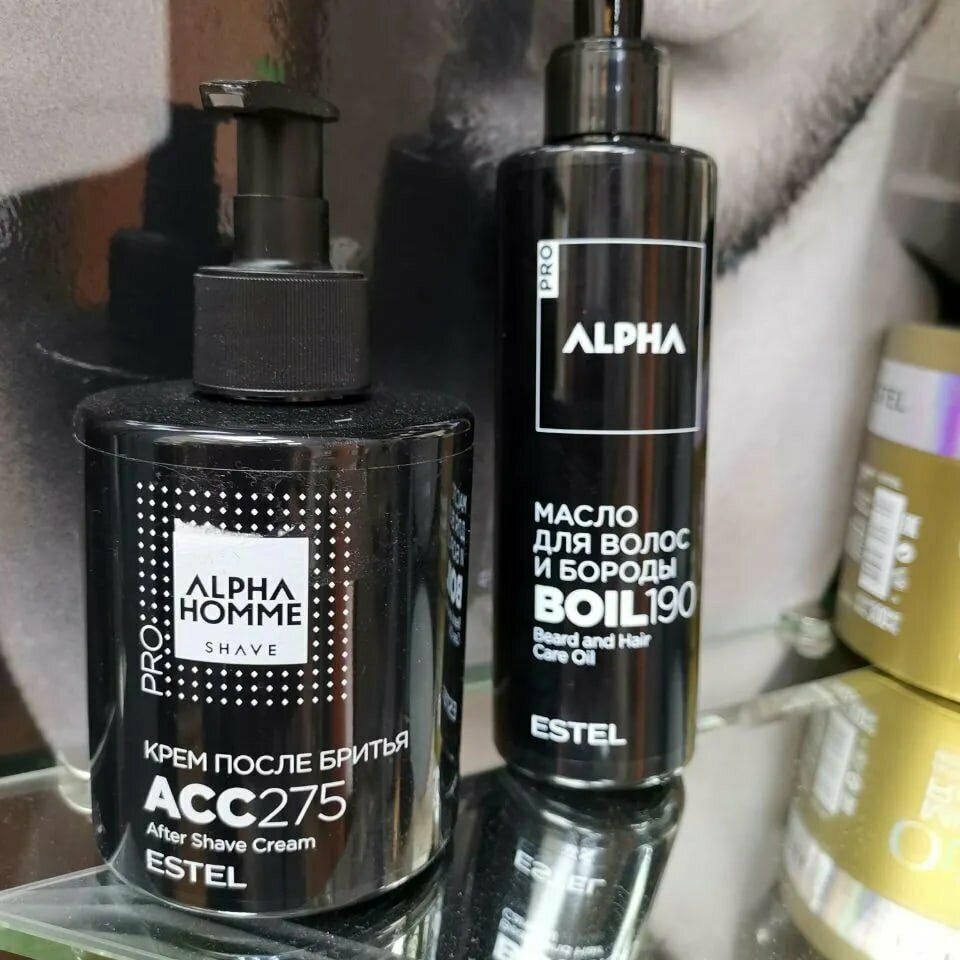 PRO
ALPHA
HOMME
SHAVE
КРЕМ ПОСЛЕ БРИТЬЯ
ACC275
After Shave Cream
ESTEL
PRO
ALPHA
МАСЛО
ДЛЯ ВОЛОС
И БОРОДЫ
BOIL190
Beard and Hair
Care Oil
ESTEL